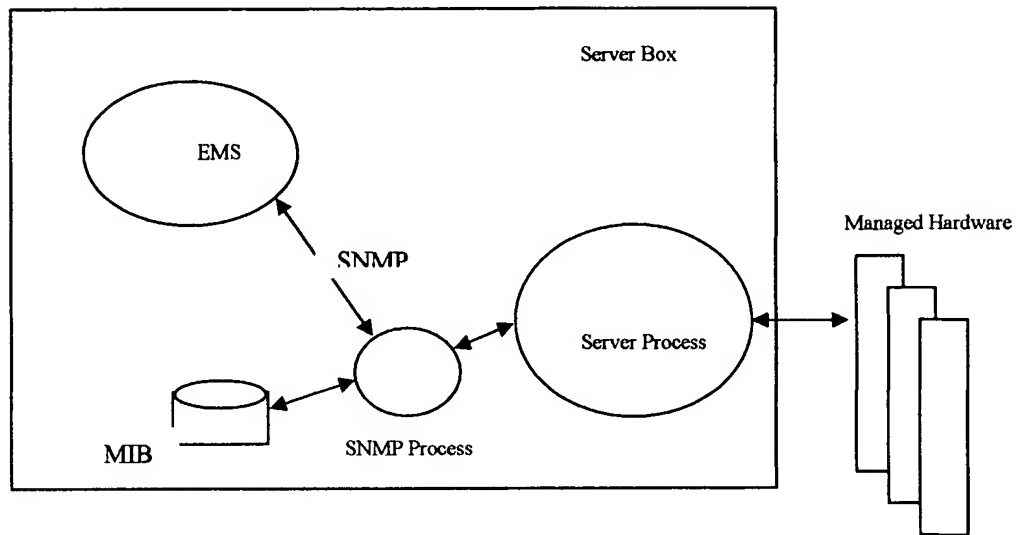 Server Box
EMS
Managed Hardware
SNMP
Server Process
MIB
SNMP Process